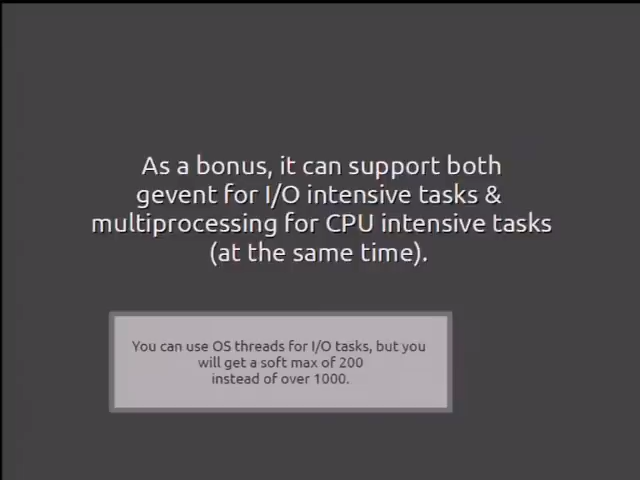 As a bonus, it can support both
gevent for I/O intensive tasks &
multiprocessing for CPU intensive tasks
(at the same time).
You can use OS threads for I/O tasks, but you
will get a soft max of 200
instead of over 1000.